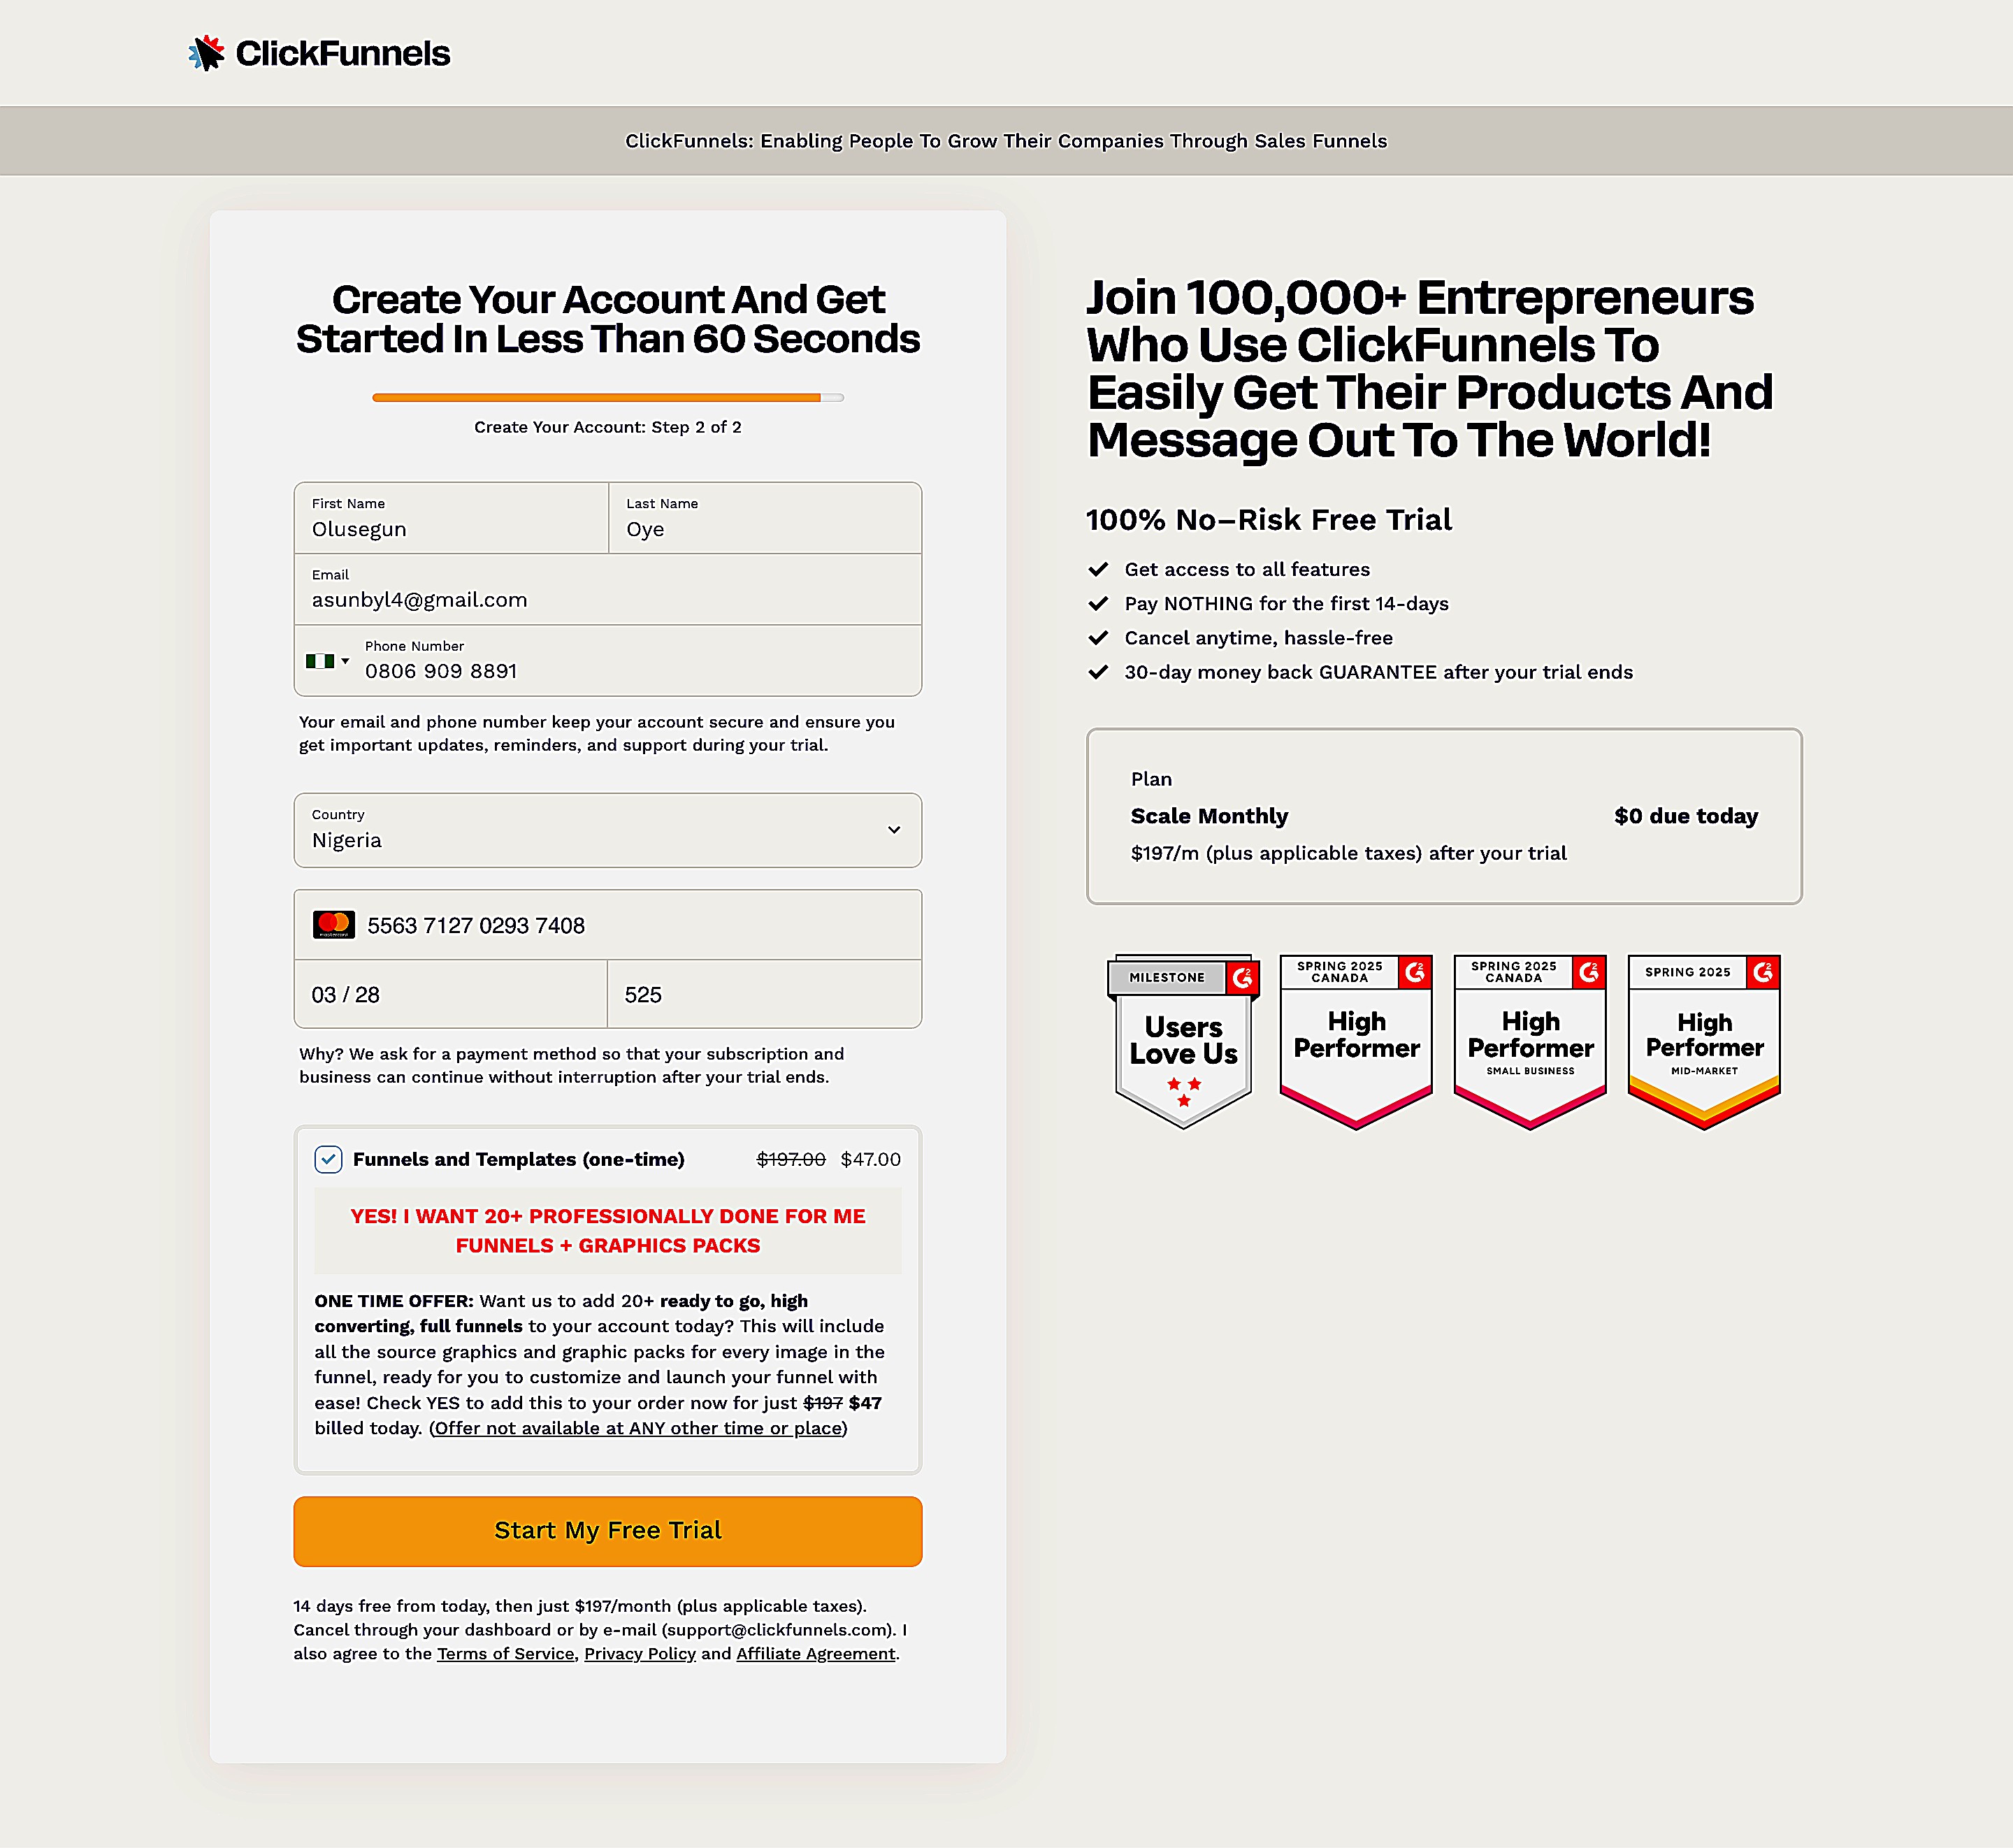 ClickFunnels
ClickFunnels: Enabling People To Grow Their Companies Through Sales Funnels
Create Your Account And Get
Started In Less Than 60 Seconds
Create Your Account: Step 2 of 2
First Name
Olusegun
Last Name
Oye
Email
asunbyl4@gmail.com
Phone Number
0806 909 8891
Your email and phone number keep your account secure and ensure you
get important updates, reminders, and support during your trial.
Country
Nigeria
mastercard
5563 7127 0293 7408
03 / 28
525
Why? We ask for a payment method so that your subscription and
business can continue without interruption after your trial ends.
Funnels and Templates (one-time) $197.00 $47.00
YES! I WANT 20+ PROFESSIONALLY DONE FOR ME
FUNNELS + GRAPHICS PACKS
ONE TIME OFFER: Want us to add 20+ ready to go, high
converting, full funnels to your account today? This will include
all the source graphics and graphic packs for every image in the
funnel, ready for you to customize and launch your funnel with
ease! Check YES to add this to your order now for just $197 $47
billed today. (Offer not available at ANY other time or place)
Start My Free Trial
14 days free from today, then just $197/month (plus applicable taxes).
Cancel through your dashboard or by e-mail (support@clickfunnels.com). I
also agree to the Terms of Service, Privacy Policy and Affiliate Agreement.
Join 100,000+ Entrepreneurs
Who Use ClickFunnels To
Easily Get Their Products And
Message Out To The World!
100% No–Risk Free Trial
Get access to all features
Pay NOTHING for the first 14-days
Cancel anytime, hassle-free
30-day money back GUARANTEE after your trial ends
Plan
Scale Monthly $0 due today
$197/m (plus applicable taxes) after your trial
MILESTONE G2
Users
Love Us
SPRING 2025
CANADA G2
High
Performer
SPRING 2025
CANADA G2
High
Performer
SMALL BUSINESS
SPRING 2025 G2
High
Performer
MID-MARKET